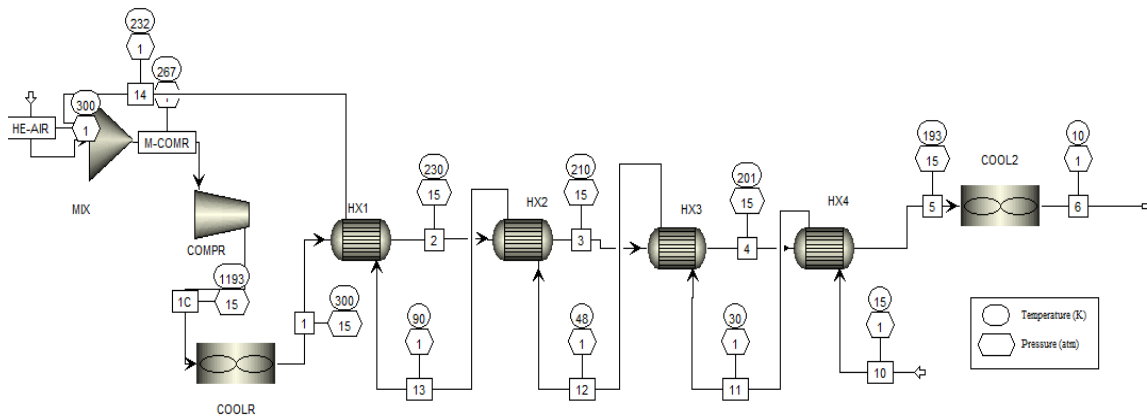 232
1
14
267
300
1
HE-AIR
M-COMR
MIX
COMPR
1193
15
1C
COOLR
300
15
1
HX1
230
15
2
HX2
210
15
3
HX3
201
15
4
HX4
193
15
5
COOL2
10
1
6
90
1
13
48
1
12
30
1
11
15
1
10
Temperature (K)
Pressure (atm)